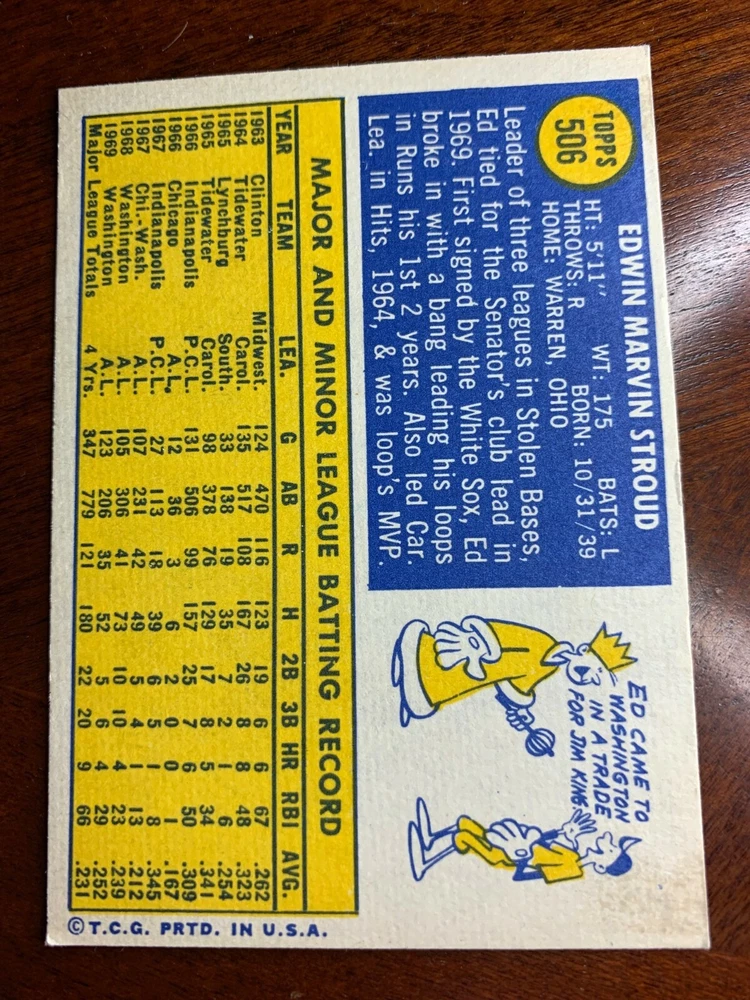 TOPPS
506
EDWIN MARVIN STROUD
HT: 5'11" WT: 175 BATS: L
THROWS: R BORN: 10/31/39
HOME: WARREN, OHIO
Leader of three leagues in Stolen Bases,
Ed tied for the Senator's club lead in
1969. First signed by the White Sox, Ed
broke in with a bang leading his loops
in Runs his 1st 2 years. Also led Car.
Lea. in Hits, 1964, & was loop's MVP.
ED CAME TO
WASHINGTON
IN A TRADE
FOR JIM KING.
MAJOR AND MINOR LEAGUE BATTING RECORD
YEAR TEAM LEA. G AB R H 2B 3B HR RBI AVG.
1963 Clinton Midwest. 124 470 116 123 19 6 6 67 .262
1964 Tidewater Carol. 135 517 108 167 26 8 8 48 .323
1965 Lynchburg South. 33 138 19 35 7 2 1 6 .254
1965 Tidewater Carol. 98 378 76 129 17 8 5 34 .341
1966 Indianapolis P.C.L. 131 506 99 157 25 7 6 50 .309
1966 Chicago A.L. 12 36 3 6 2 0 0 1 .167
1967 Indianapolis P.C.L. 27 113 18 39 6 5 1 8 .345
1967 Chi.-Wash. A.L. 107 231 42 49 5 4 1 13 .212
1968 Washington A.L. 105 306 41 73 10 10 4 23 .239
1969 Washington A.L. 123 206 35 52 5 6 4 29 .252
Major League Totals 4 Yrs. 347 779 121 180 22 20 9 66 .231
© T.C.G. PRTD. IN U.S.A.